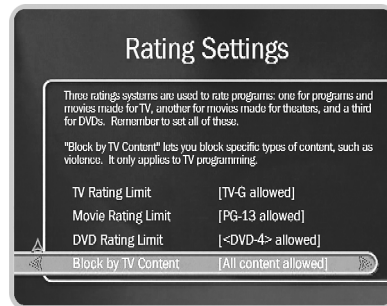 Rating Settings
Three ratings systems are used to rate programs: one for programs and
movies made for TV, another for movies made for theaters, and a third
for DVDs. Remember to set all of these.
"Block by TV Content" lets you block specific types of content, such as
violence. It only applies to TV programming.
TV Rating Limit [TV-G allowed]
Movie Rating Limit [PG-13 allowed]
DVD Rating Limit [<DVD-4> allowed]
Block by TV Content [All content allowed]